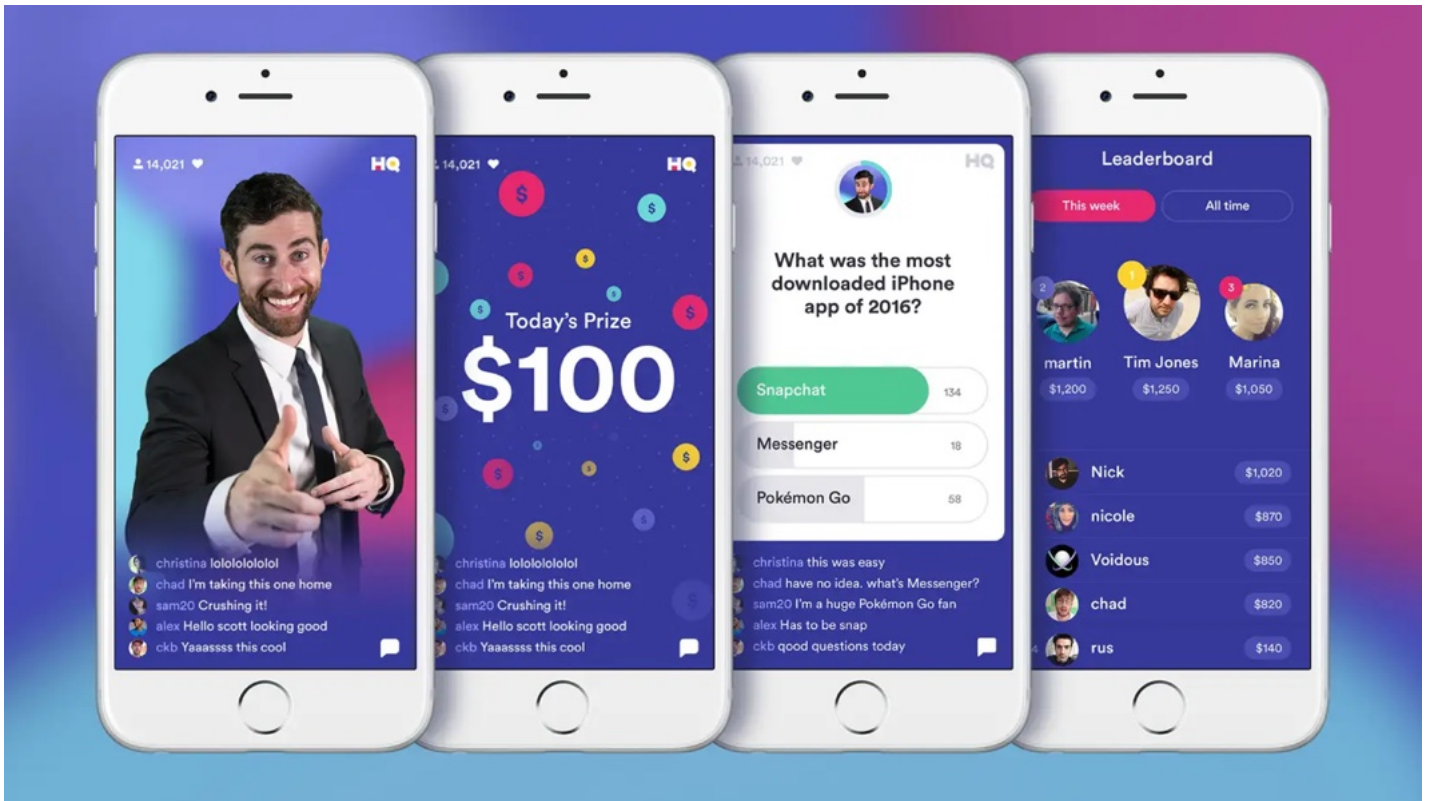 14,021
HQ
christina lolololololol
chad I'm taking this one home
sam20 Crushing it!
alex Hello scott looking good
ckb Yaaassss this cool
14,021
HQ
$
$
$
$
$
$
$
Today's Prize
$100
$
$
$
$
$
$
$
$
christina lolololololol
chad I'm taking this one home
sam20 Crushing it!
alex Hello scott looking good
ckb Yaaassss this cool
14,021
HQ
What was the most
downloaded iPhone
app of 2016?
Snapchat 134
Messenger 18
Pokémon Go 58
christina this was easy
chad have no idea. what's Messenger?
sam20 I'm a huge Pokémon Go fan
alex Has to be snap
ckb good questions today
Leaderboard
This week All time
2 1 3
martin Tim Jones Marina
$1,200 $1,250 $1,050
Nick $1,020
nicole $870
Voidous $850
chad $820
rus $140